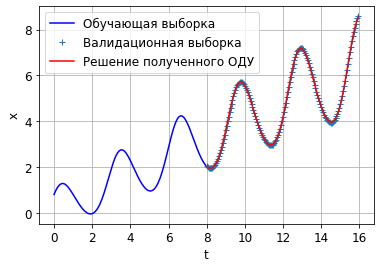 Обучающая выборка
Валидационная выборка
Решение полученного ОДУ
8
6
4
2
0
x
0 2 4 6 8 10 12 14 16
t